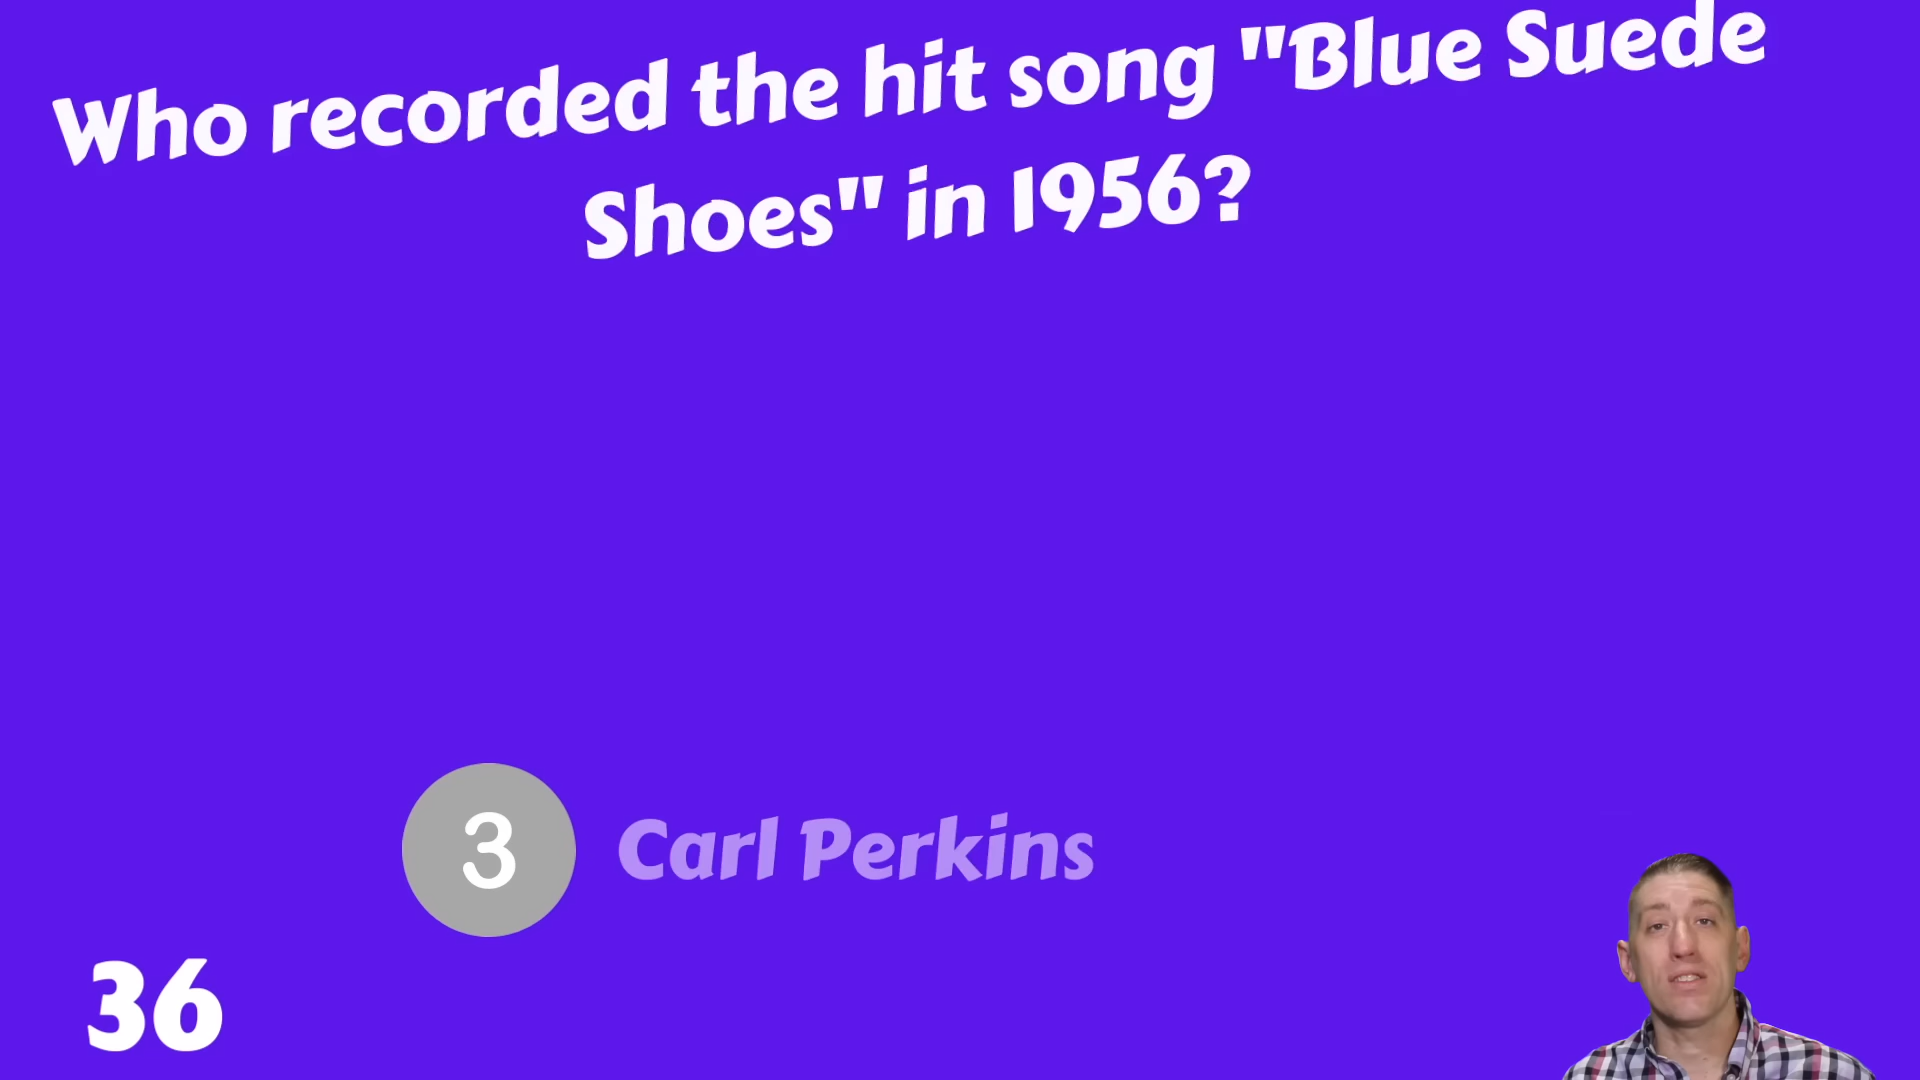 Who recorded the hit song "Blue Suede
Shoes" in 1956?
3 Carl Perkins
36